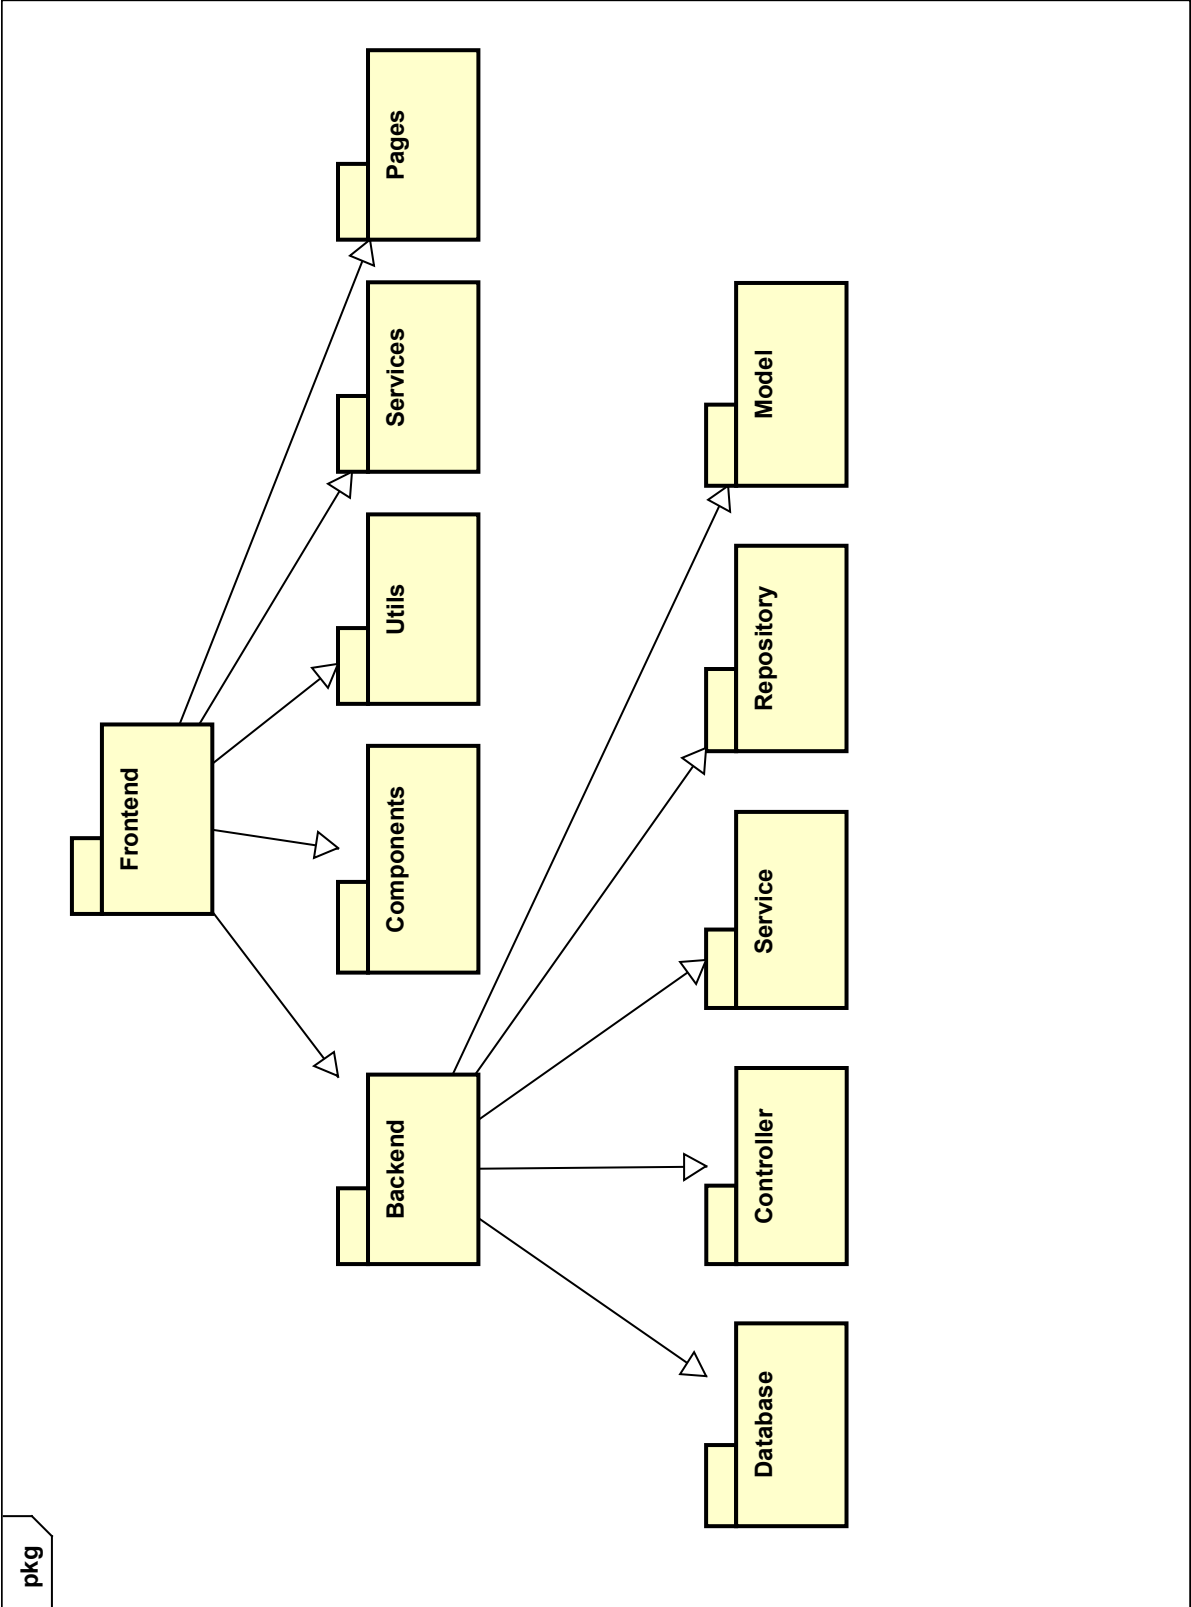 pkg
Frontend
Backend
Components
Utils
Services
Pages
Database
Controller
Service
Repository
Model